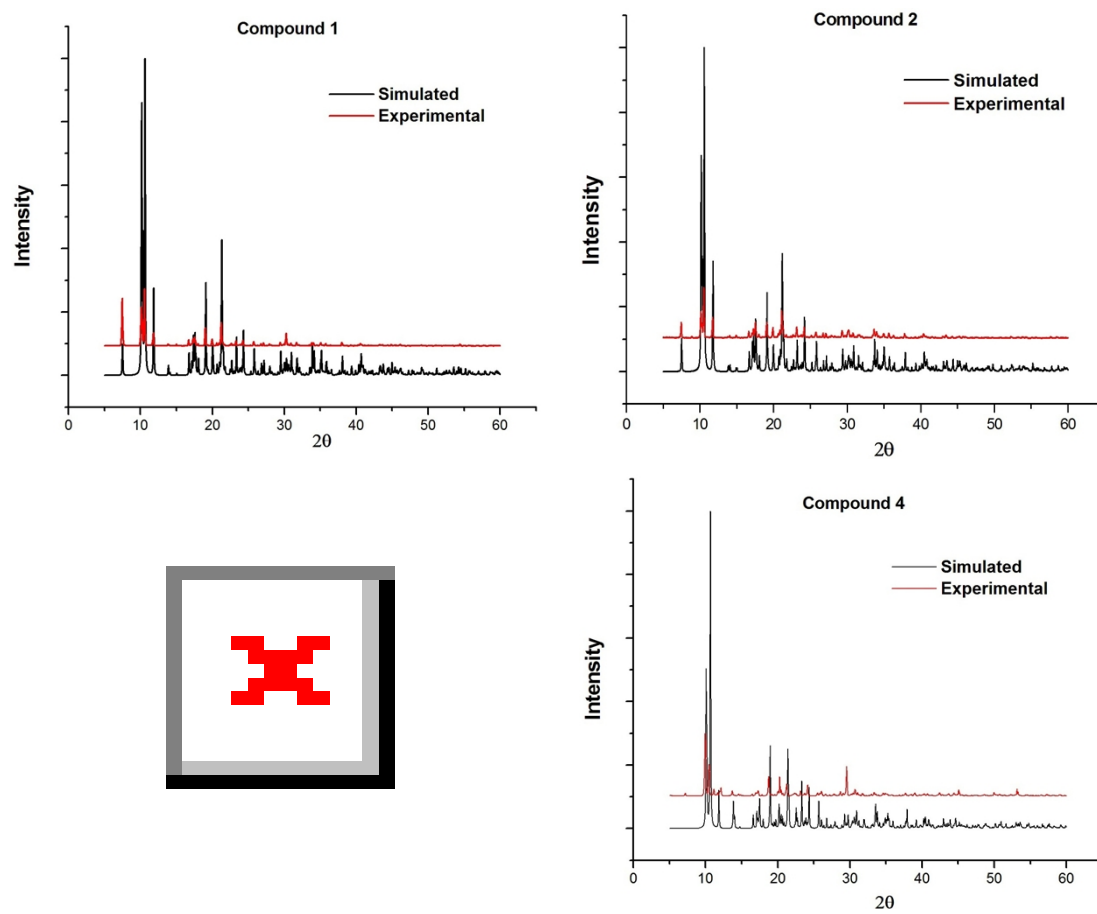 Compound 1
Simulated
Experimental
Intensity
0 10 20 30 40 50 60
2θ
Compound 2
Simulated
Experimental
Intensity
0 10 20 30 40 50 60
2θ
Compound 4
Simulated
Experimental
Intensity
0 10 20 30 40 50 60
2θ